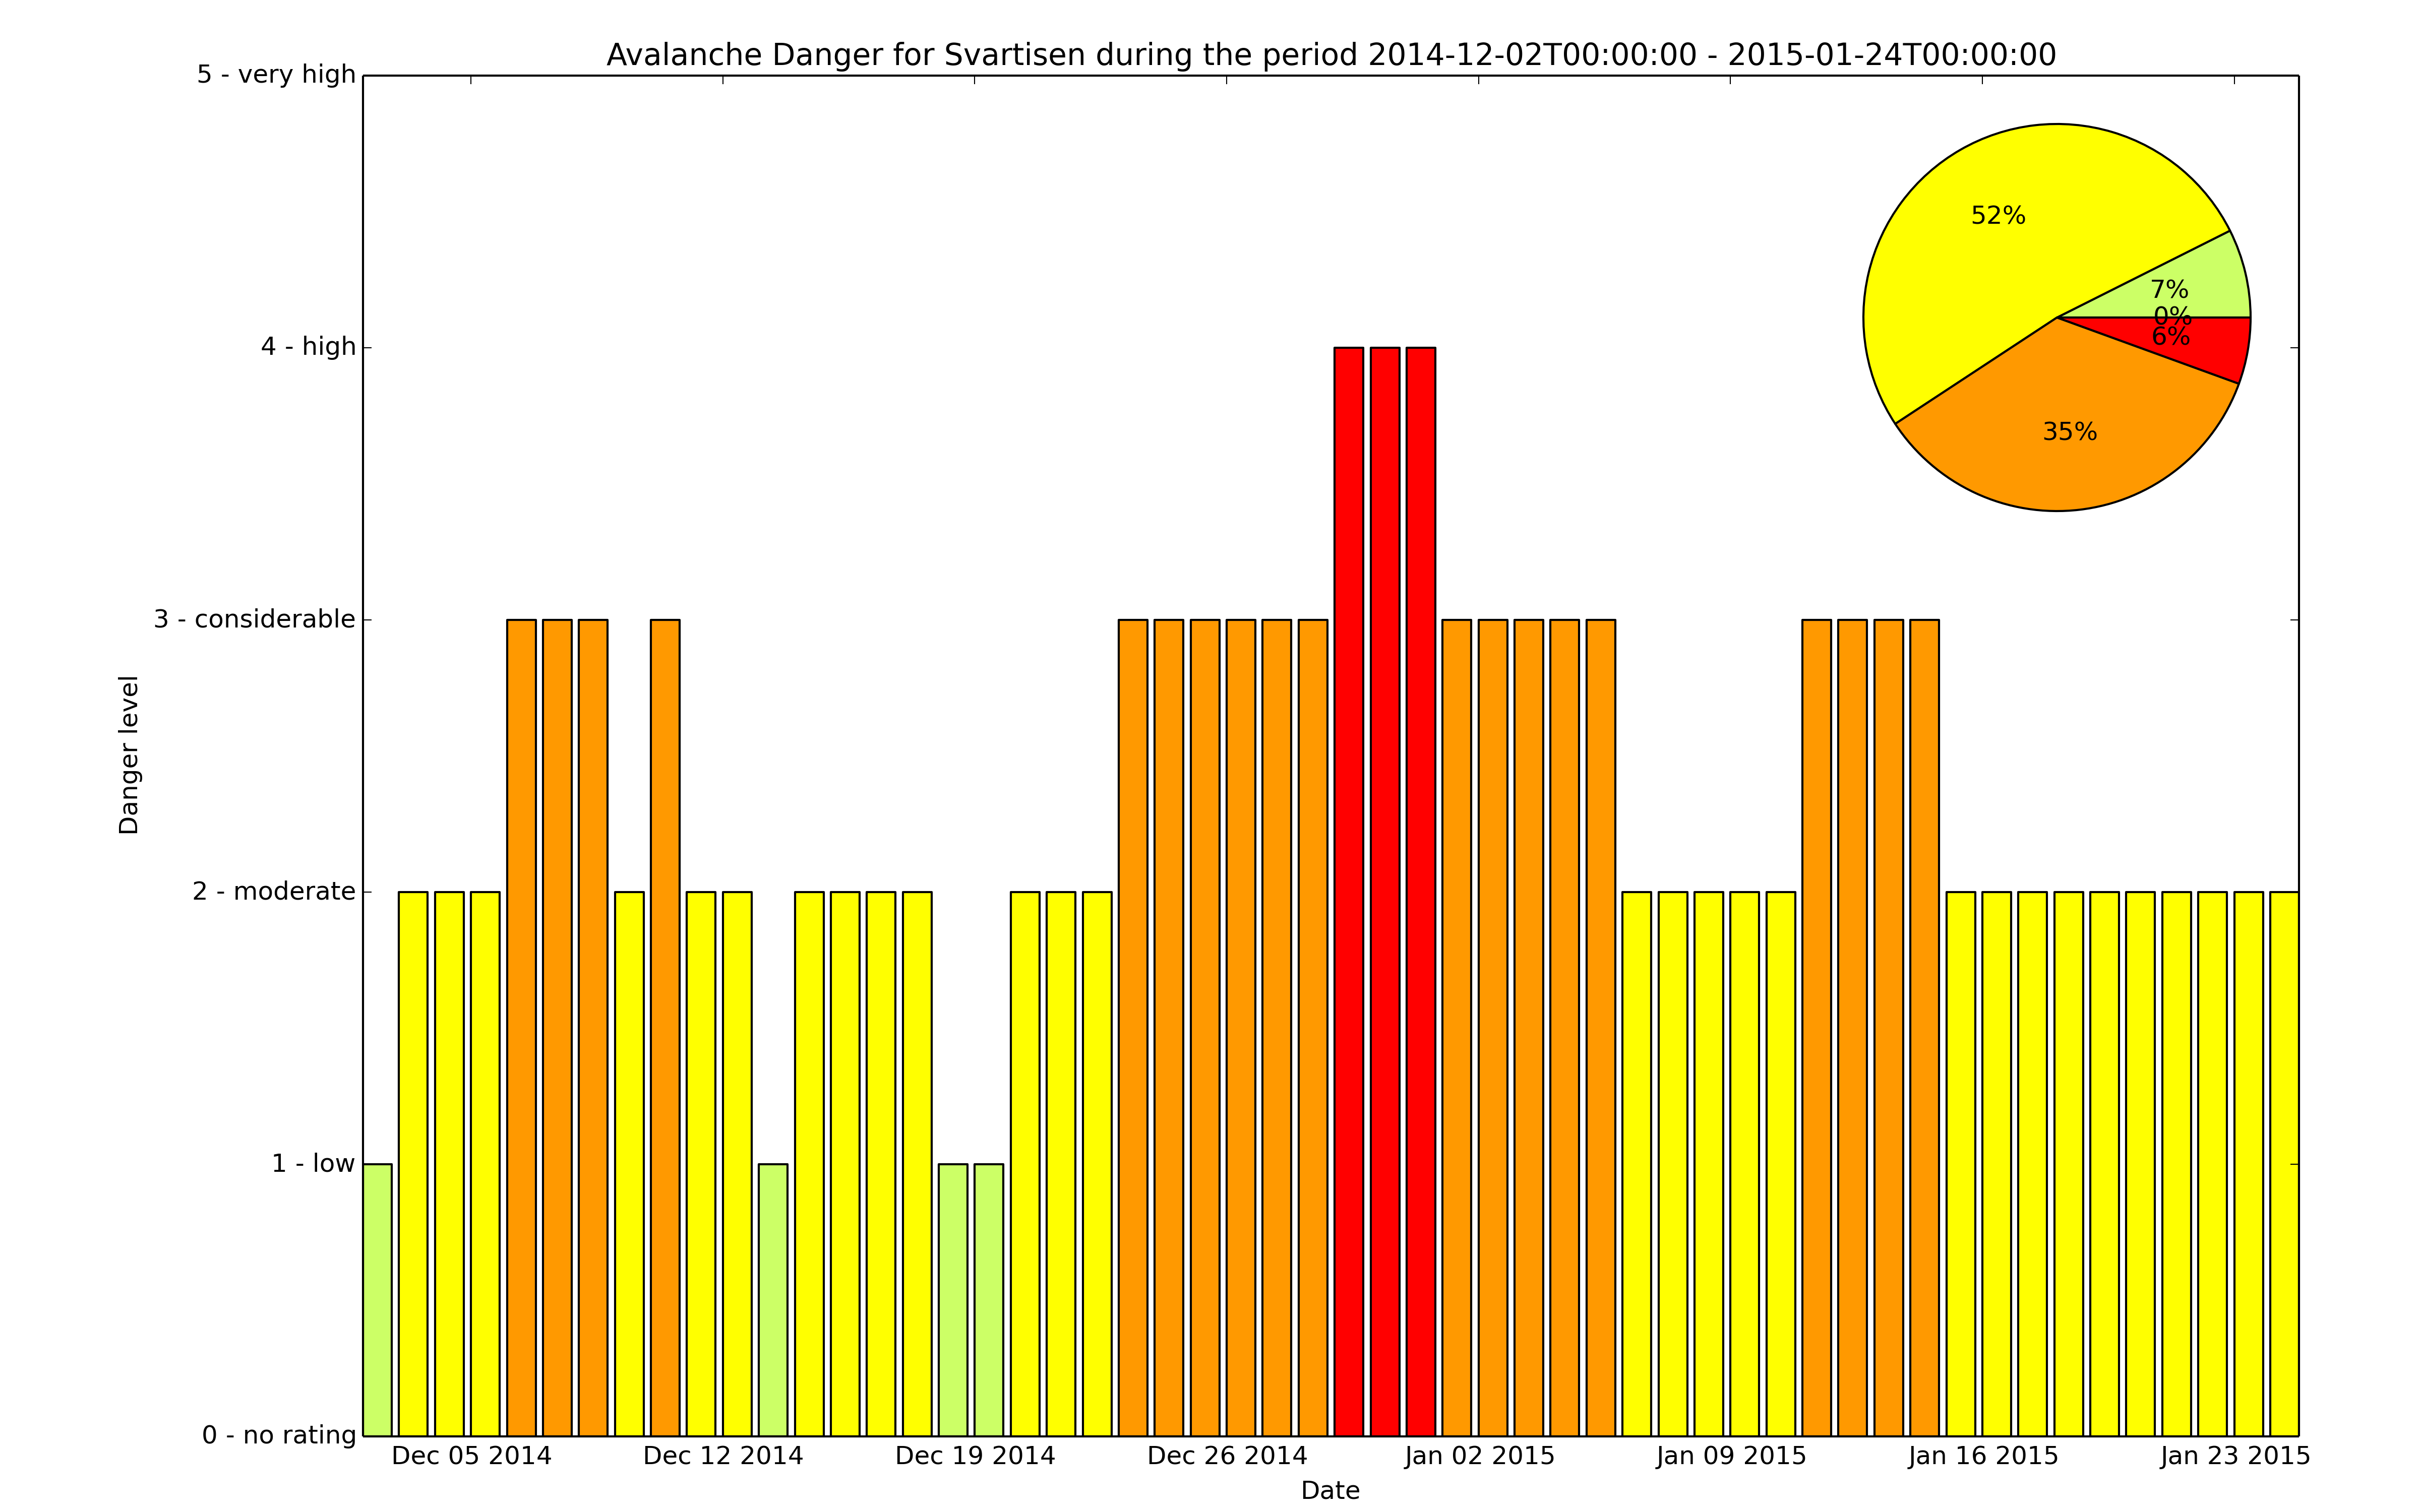 Avalanche Danger for Svartisen during the period 2014-12-02T00:00:00 - 2015-01-24T00:00:00
5 - very high
4 - high
3 - considerable
2 - moderate
1 - low
0 - no rating
Danger level
52%
7%
0%
6%
35%
Dec 05 2014
Dec 12 2014
Dec 19 2014
Dec 26 2014
Jan 02 2015
Jan 09 2015
Jan 16 2015
Jan 23 2015
Date